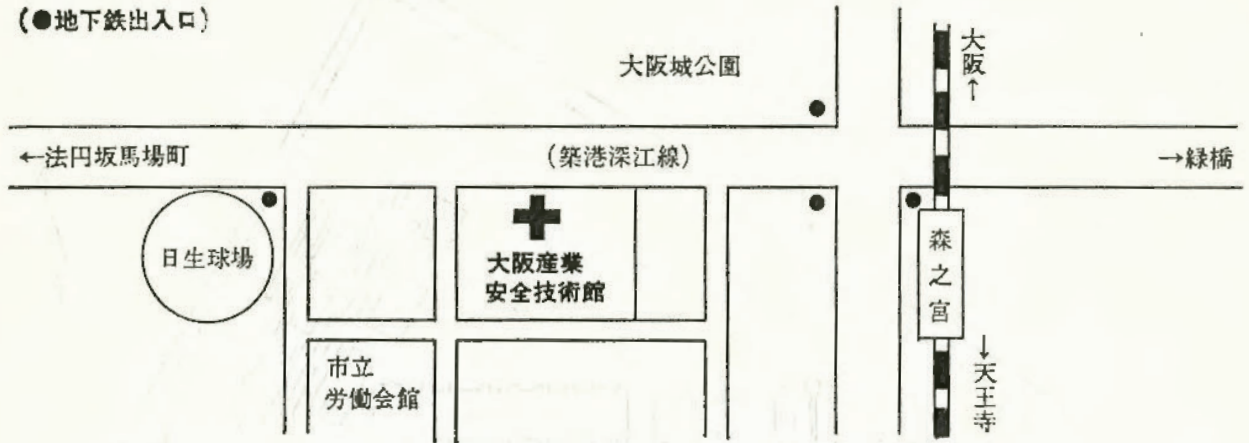 (●地下鉄出入口)
大阪城公園
大阪↑
←法円坂馬場町
(築港深江線)
→緑橋
日生球場
大阪産業
安全技術館
森之宮
市立
労働会館
↓天王寺